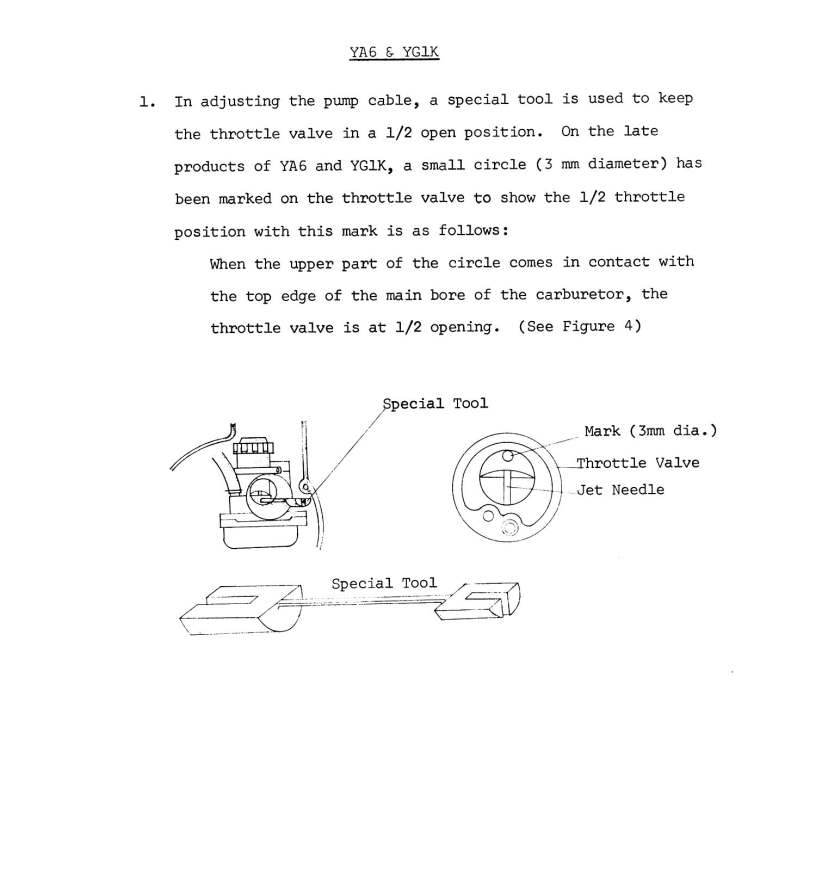 YA6 & YG1K
1. In adjusting the pump cable, a special tool is used to keep
the throttle valve in a 1/2 open position. On the late
products of YA6 and YG1K, a small circle (3 mm diameter) has
been marked on the throttle valve to show the 1/2 throttle
position with this mark is as follows:
When the upper part of the circle comes in contact with
the top edge of the main bore of the carburetor, the
throttle valve is at 1/2 opening. (See Figure 4)
Special Tool
Mark (3mm dia.)
Throttle Valve
Jet Needle
Special Tool